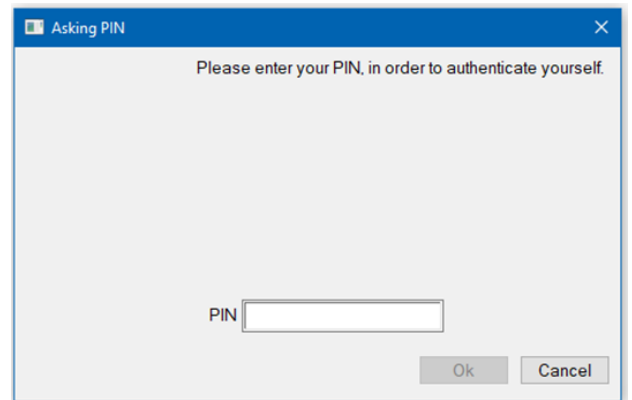 Asking PIN
Please enter your PIN, in order to authenticate yourself.
PIN
Ok Cancel